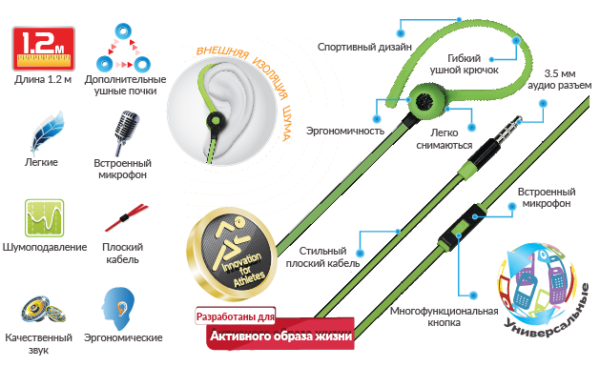 1.2м
Длина 1.2 м
Дополнительные
ушные почки
Легкие
Встроенный
микрофон
Шумоподавление
Плоский
кабель
Качественный
звук
Эргономические
ВНЕШНЯЯ ИЗОЛЯЦИЯ ШУМА
Спортивный дизайн
Гибкий
ушной крючок
3.5 мм
аудио разъем
Эргономичность
Легко
снимаються
Встроенный
микрофон
Стильный
плоский кабель
Многофункциональная
кнопка
Innovation
for
Athletes
Разработаны для
Активного образа жизни
Универсальные